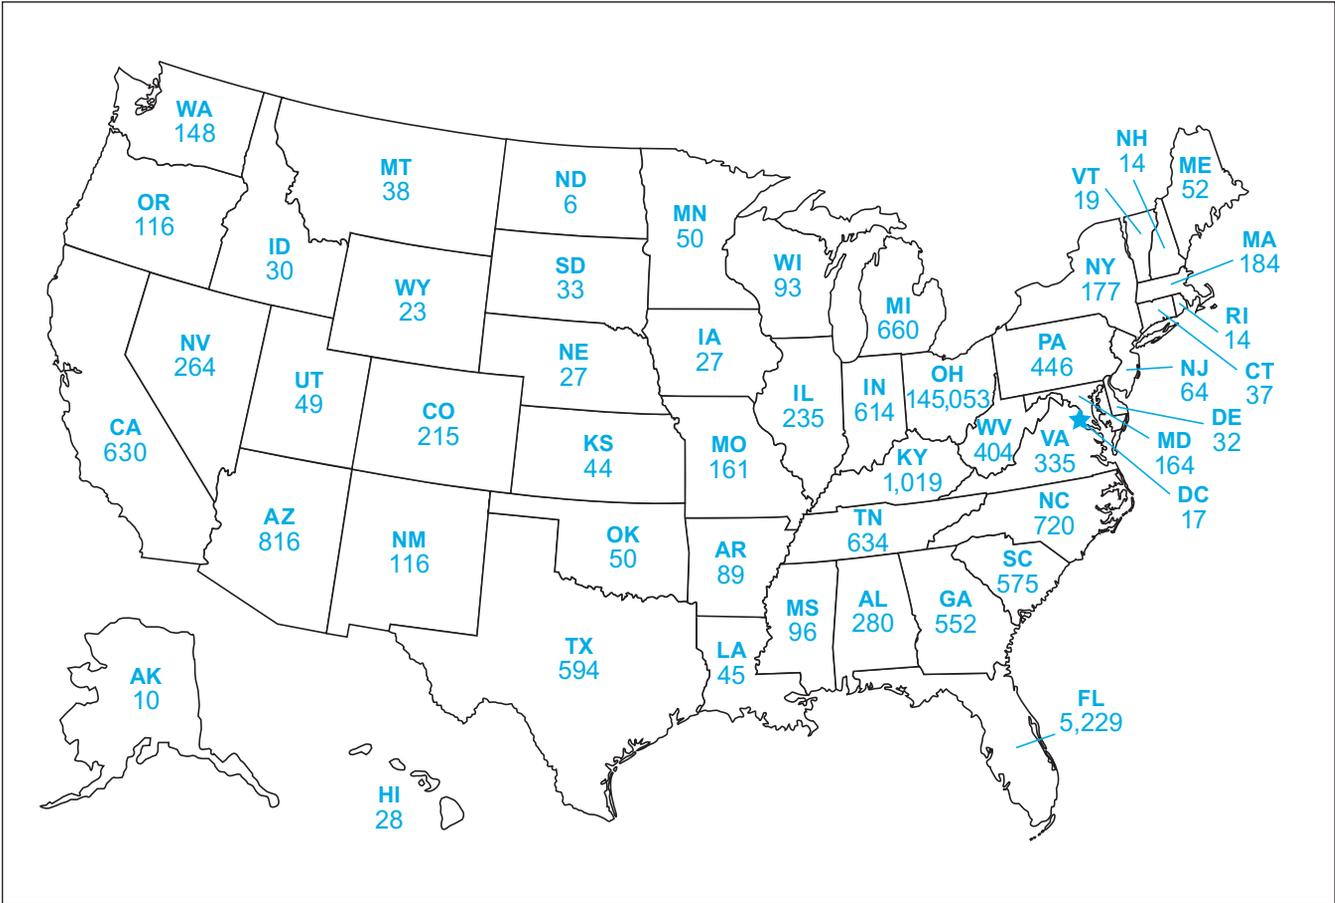 WA
148
OR
116
CA
630
NV
264
ID
30
MT
38
WY
23
UT
49
CO
215
AZ
816
NM
116
ND
6
SD
33
NE
27
KS
44
OK
50
TX
594
MN
50
IA
27
MO
161
AR
89
LA
45
WI
93
IL
235
MI
660
IN
614
OH
145,053
KY
1,019
TN
634
MS
96
AL
280
GA
552
FL
5,229
SC
575
NC
720
VA
335
WV
404
PA
446
NY
177
VT
19
NH
14
ME
52
MA
184
RI
14
CT
37
NJ
64
DE
32
MD
164
DC
17
AK
10
HI
28